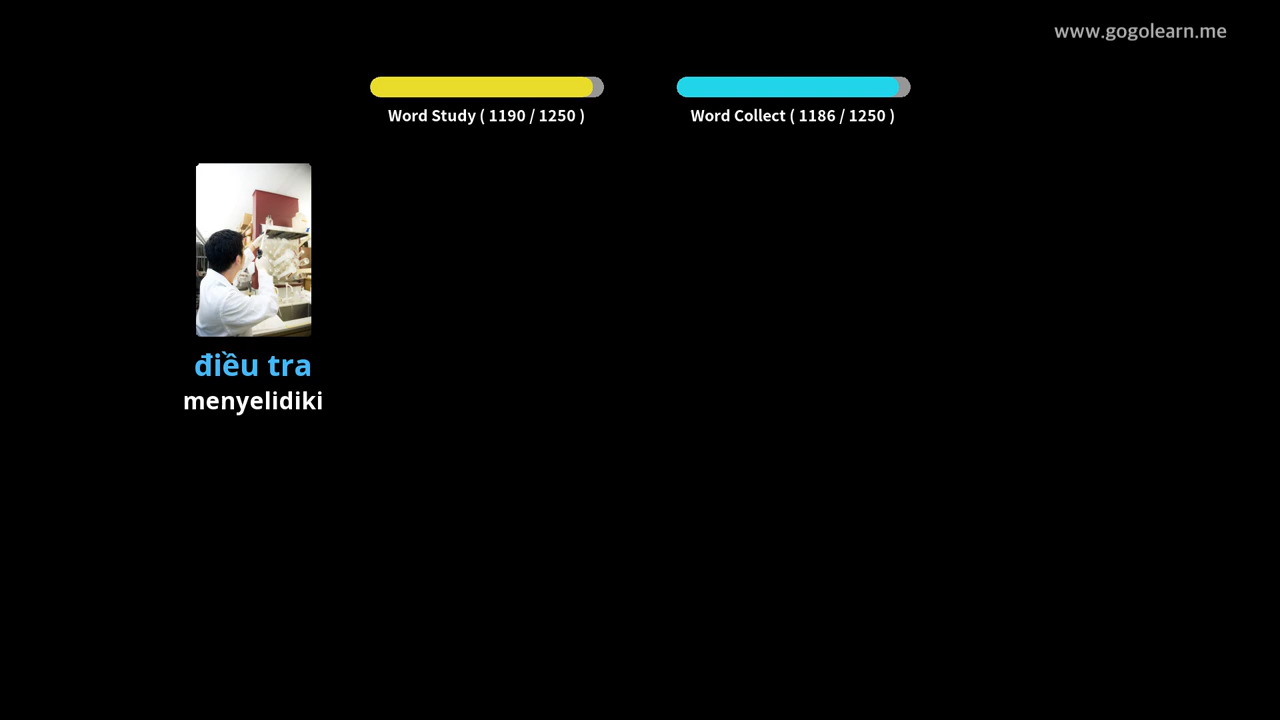 www.gogolearn.me
Word Study ( 1190 / 1250 )
Word Collect ( 1186 / 1250 )
điều tra
menyelidiki